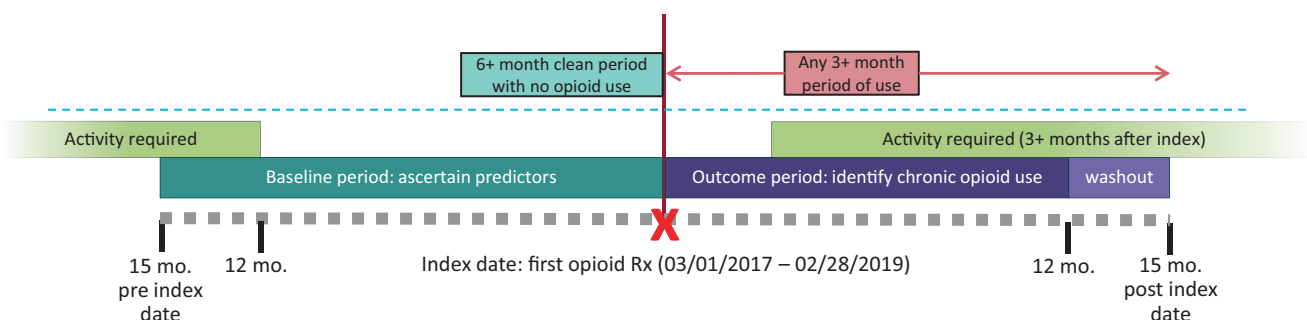 6+ month clean period
with no opioid use
Any 3+ month
period of use
Activity required
Activity required (3+ months after index)
Baseline period: ascertain predictors
Outcome period: identify chronic opioid use
washout
X
15 mo.
pre index
date
12 mo.
Index date: first opioid Rx (03/01/2017 – 02/28/2019)
12 mo.
15 mo.
post index
date